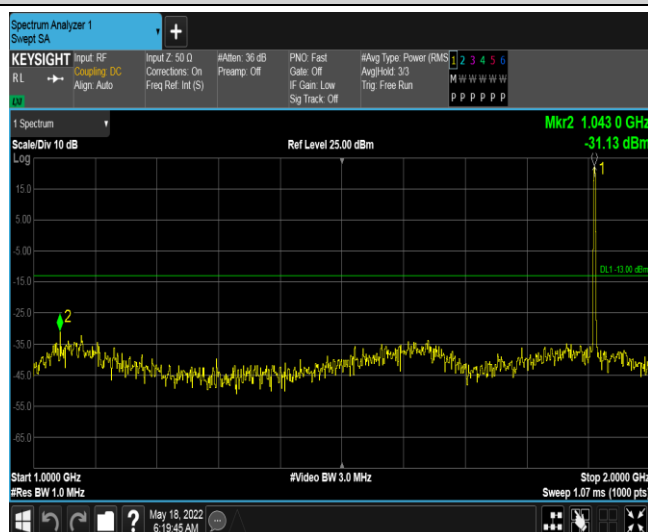 Spectrum Analyzer 1
Swept SA
KEYSIGHT
RL
Input: RF
Coupling: DC
Align: Auto
Input Z: 50 Ω
Corrections: On
Freq Ref: Int (S)
#Atten: 36 dB
Preamp: Off
PNO: Fast
Gate: Off
IF Gain: Low
Sig Track: Off
#Avg Type: Power (RMS
Avg|Hold: 3/3
Trig: Free Run
1 2 3 4 5 6
M W W W W W
P P P P P P
LXI
1 Spectrum
Scale/Div 10 dB
Log
Ref Level 25.00 dBm
Mkr2 1.043 0 GHz
-31.13 dBm
1
15.0
5.00
-5.00
DL1 -13.00 dBm
-15.0
-25.0
2
-35.0
-45.0
-55.0
-65.0
Start 1.0000 GHz
#Res BW 1.0 MHz
#Video BW 3.0 MHz
Stop 2.0000 GHz
Sweep 1.07 ms (1000 pts)
?
May 18, 2022
6:19:45 AM